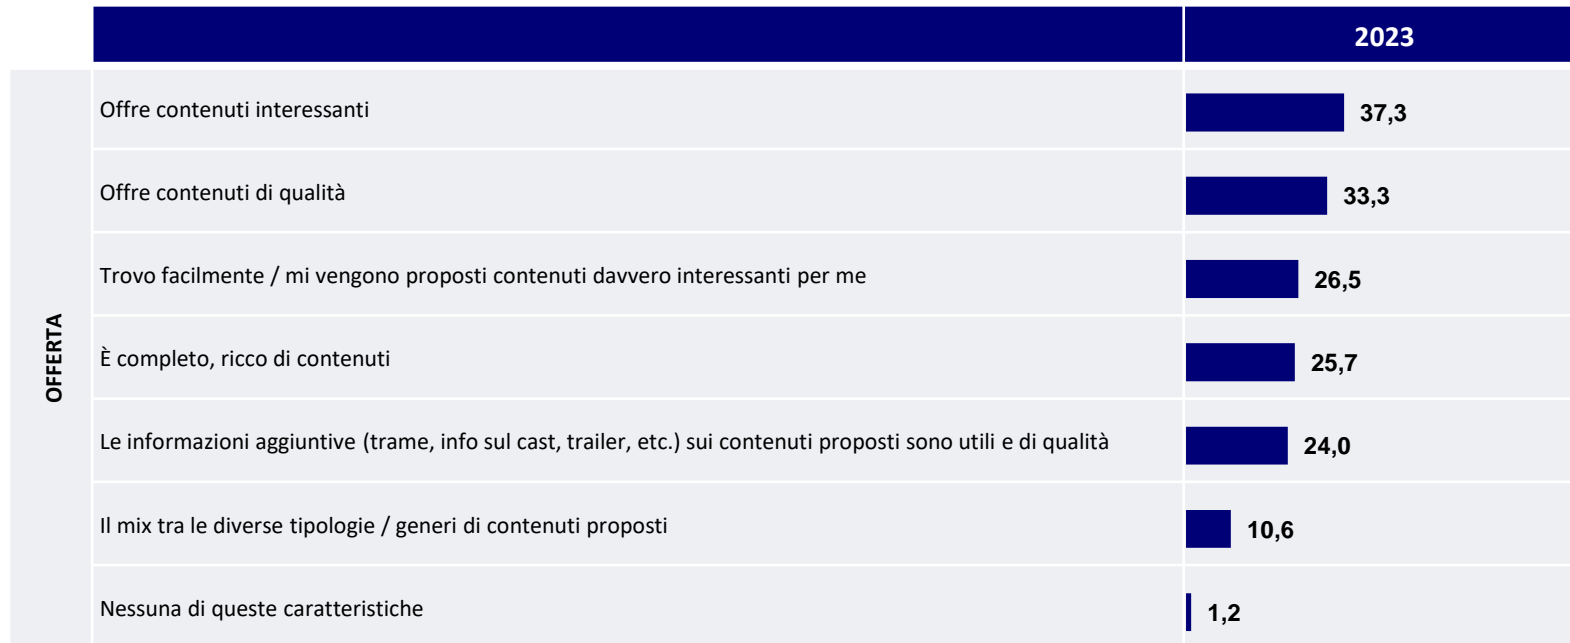 2023
OFFERTA
Offre contenuti interessanti
37,3
Offre contenuti di qualità
33,3
Trovo facilmente / mi vengono proposti contenuti davvero interessanti per me
26,5
È completo, ricco di contenuti
25,7
Le informazioni aggiuntive (trame, info sul cast, trailer, etc.) sui contenuti proposti sono utili e di qualità
24,0
Il mix tra le diverse tipologie / generi di contenuti proposti
10,6
Nessuna di queste caratteristiche
1,2